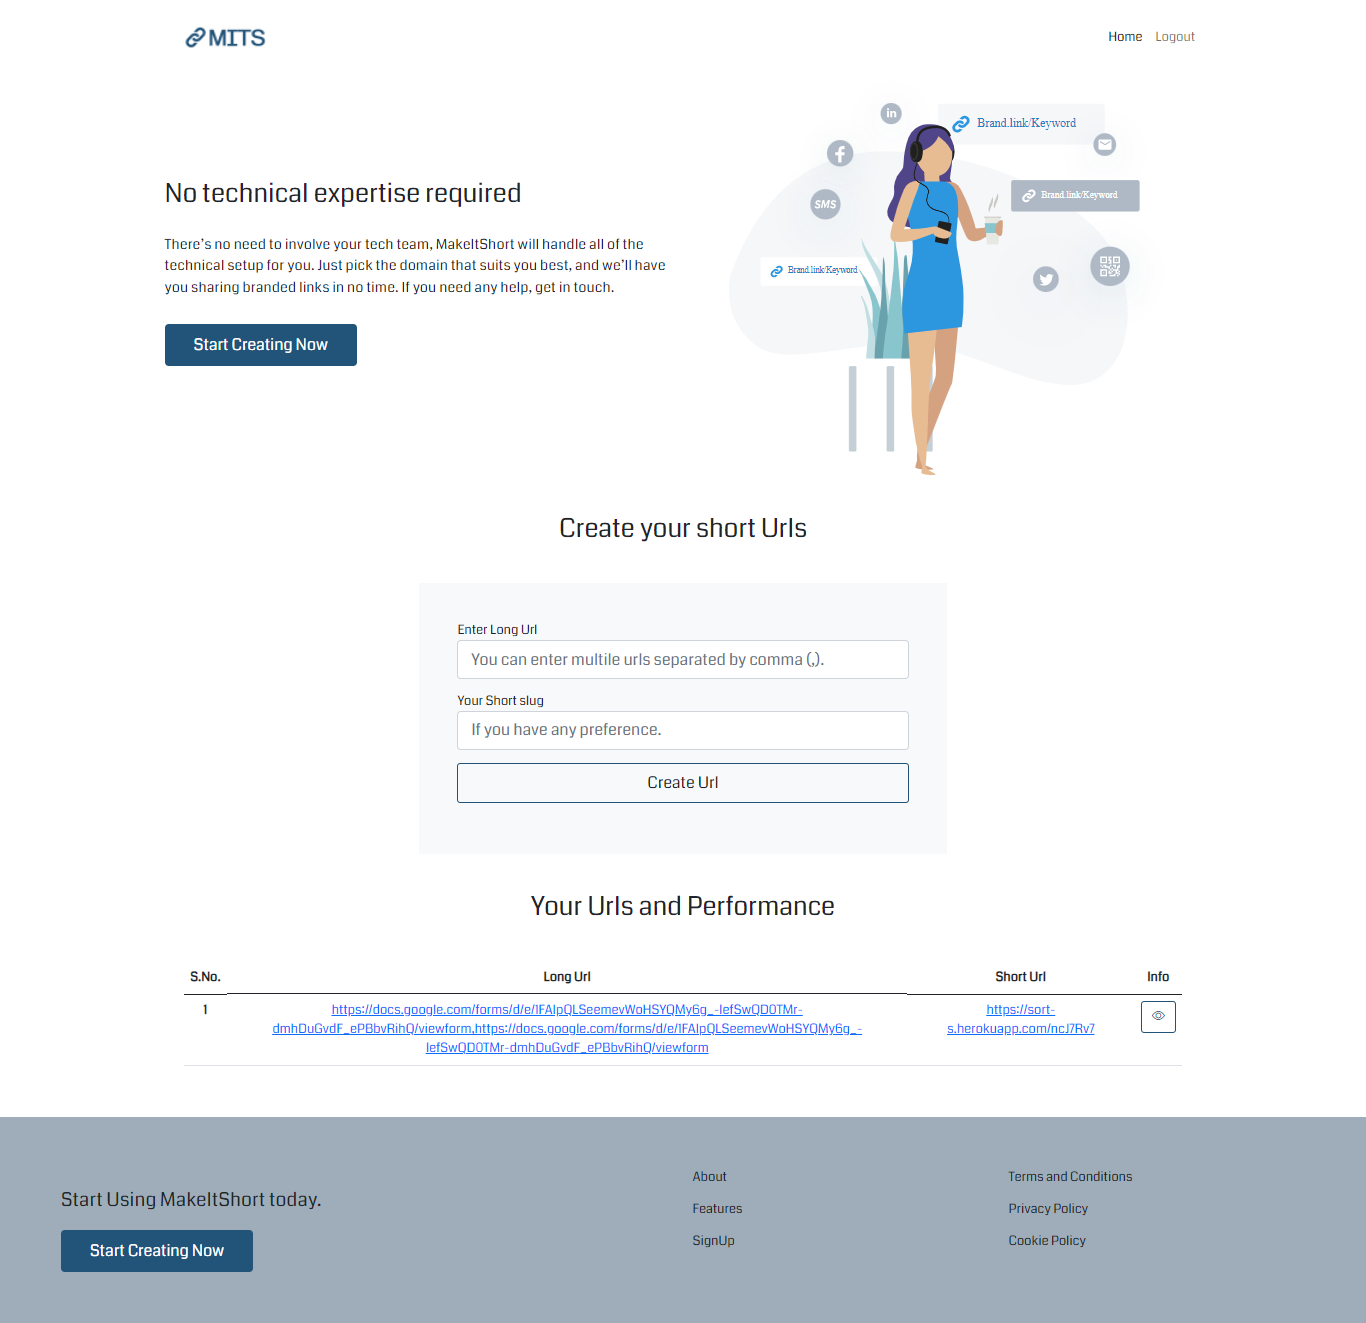 MITS
Home
Logout
in
Brand.link/Keyword
SMS
Brand.link/Keyword
Brand.link/Keyword
No technical expertise required
There's no need to involve your tech team, MakeItShort will handle all of the
technical setup for you. Just pick the domain that suits you best, and we'll have
you sharing branded links in no time. If you need any help, get in touch.
Start Creating Now
Create your short Urls
Enter Long Url
You can enter multile urls separated by comma (,).
Your Short slug
If you have any preference.
Create Url
Your Urls and Performance
S.No.
Long Url
Short Url
Info
1
https://docs.google.com/forms/d/e/1FAIpQLSeemevWoHSYQMy6g_-IefSwQD0TMr-
dmhDuGvdF_ePBbvRihQ/viewform,https://docs.google.com/forms/d/e/1FAIpQLSeemevWoHSYQMy6g_-
IefSwQD0TMr-dmhDuGvdF_ePBbvRihQ/viewform
https://sort-
s.herokuapp.com/ncJ7Rv7
Start Using MakeItShort today.
Start Creating Now
About
Features
SignUp
Terms and Conditions
Privacy Policy
Cookie Policy